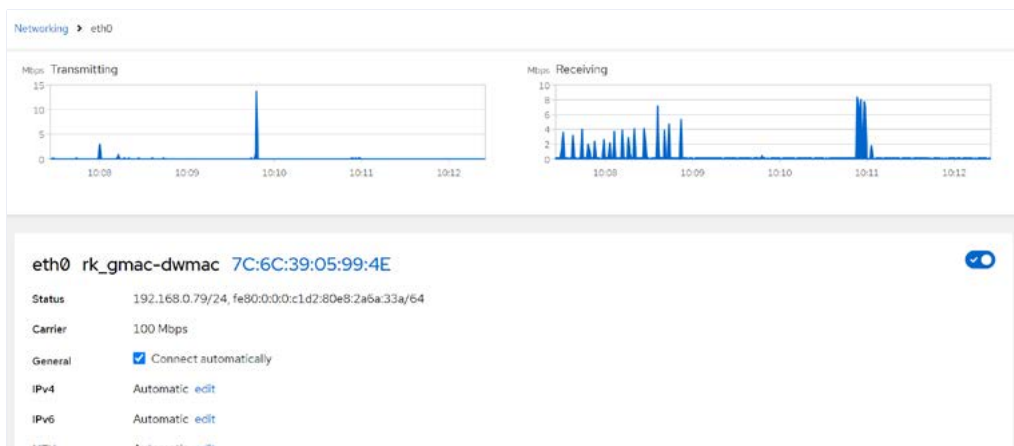 Networking > eth0
Mbps Transmitting
15
10
5
0
10:08 10:09 10:10 10:11 10:12
Mbps Receiving
10
8
6
4
2
0
10:08 10:09 10:10 10:11 10:12
eth0 rk_gmac-dwmac 7C:6C:39:05:99:4E
Status 192.168.0.79/24, fe80:0:0:0:c1d2:80e8:2a6a:33a/64
Carrier 100 Mbps
General Connect automatically
IPv4 Automatic edit
IPv6 Automatic edit